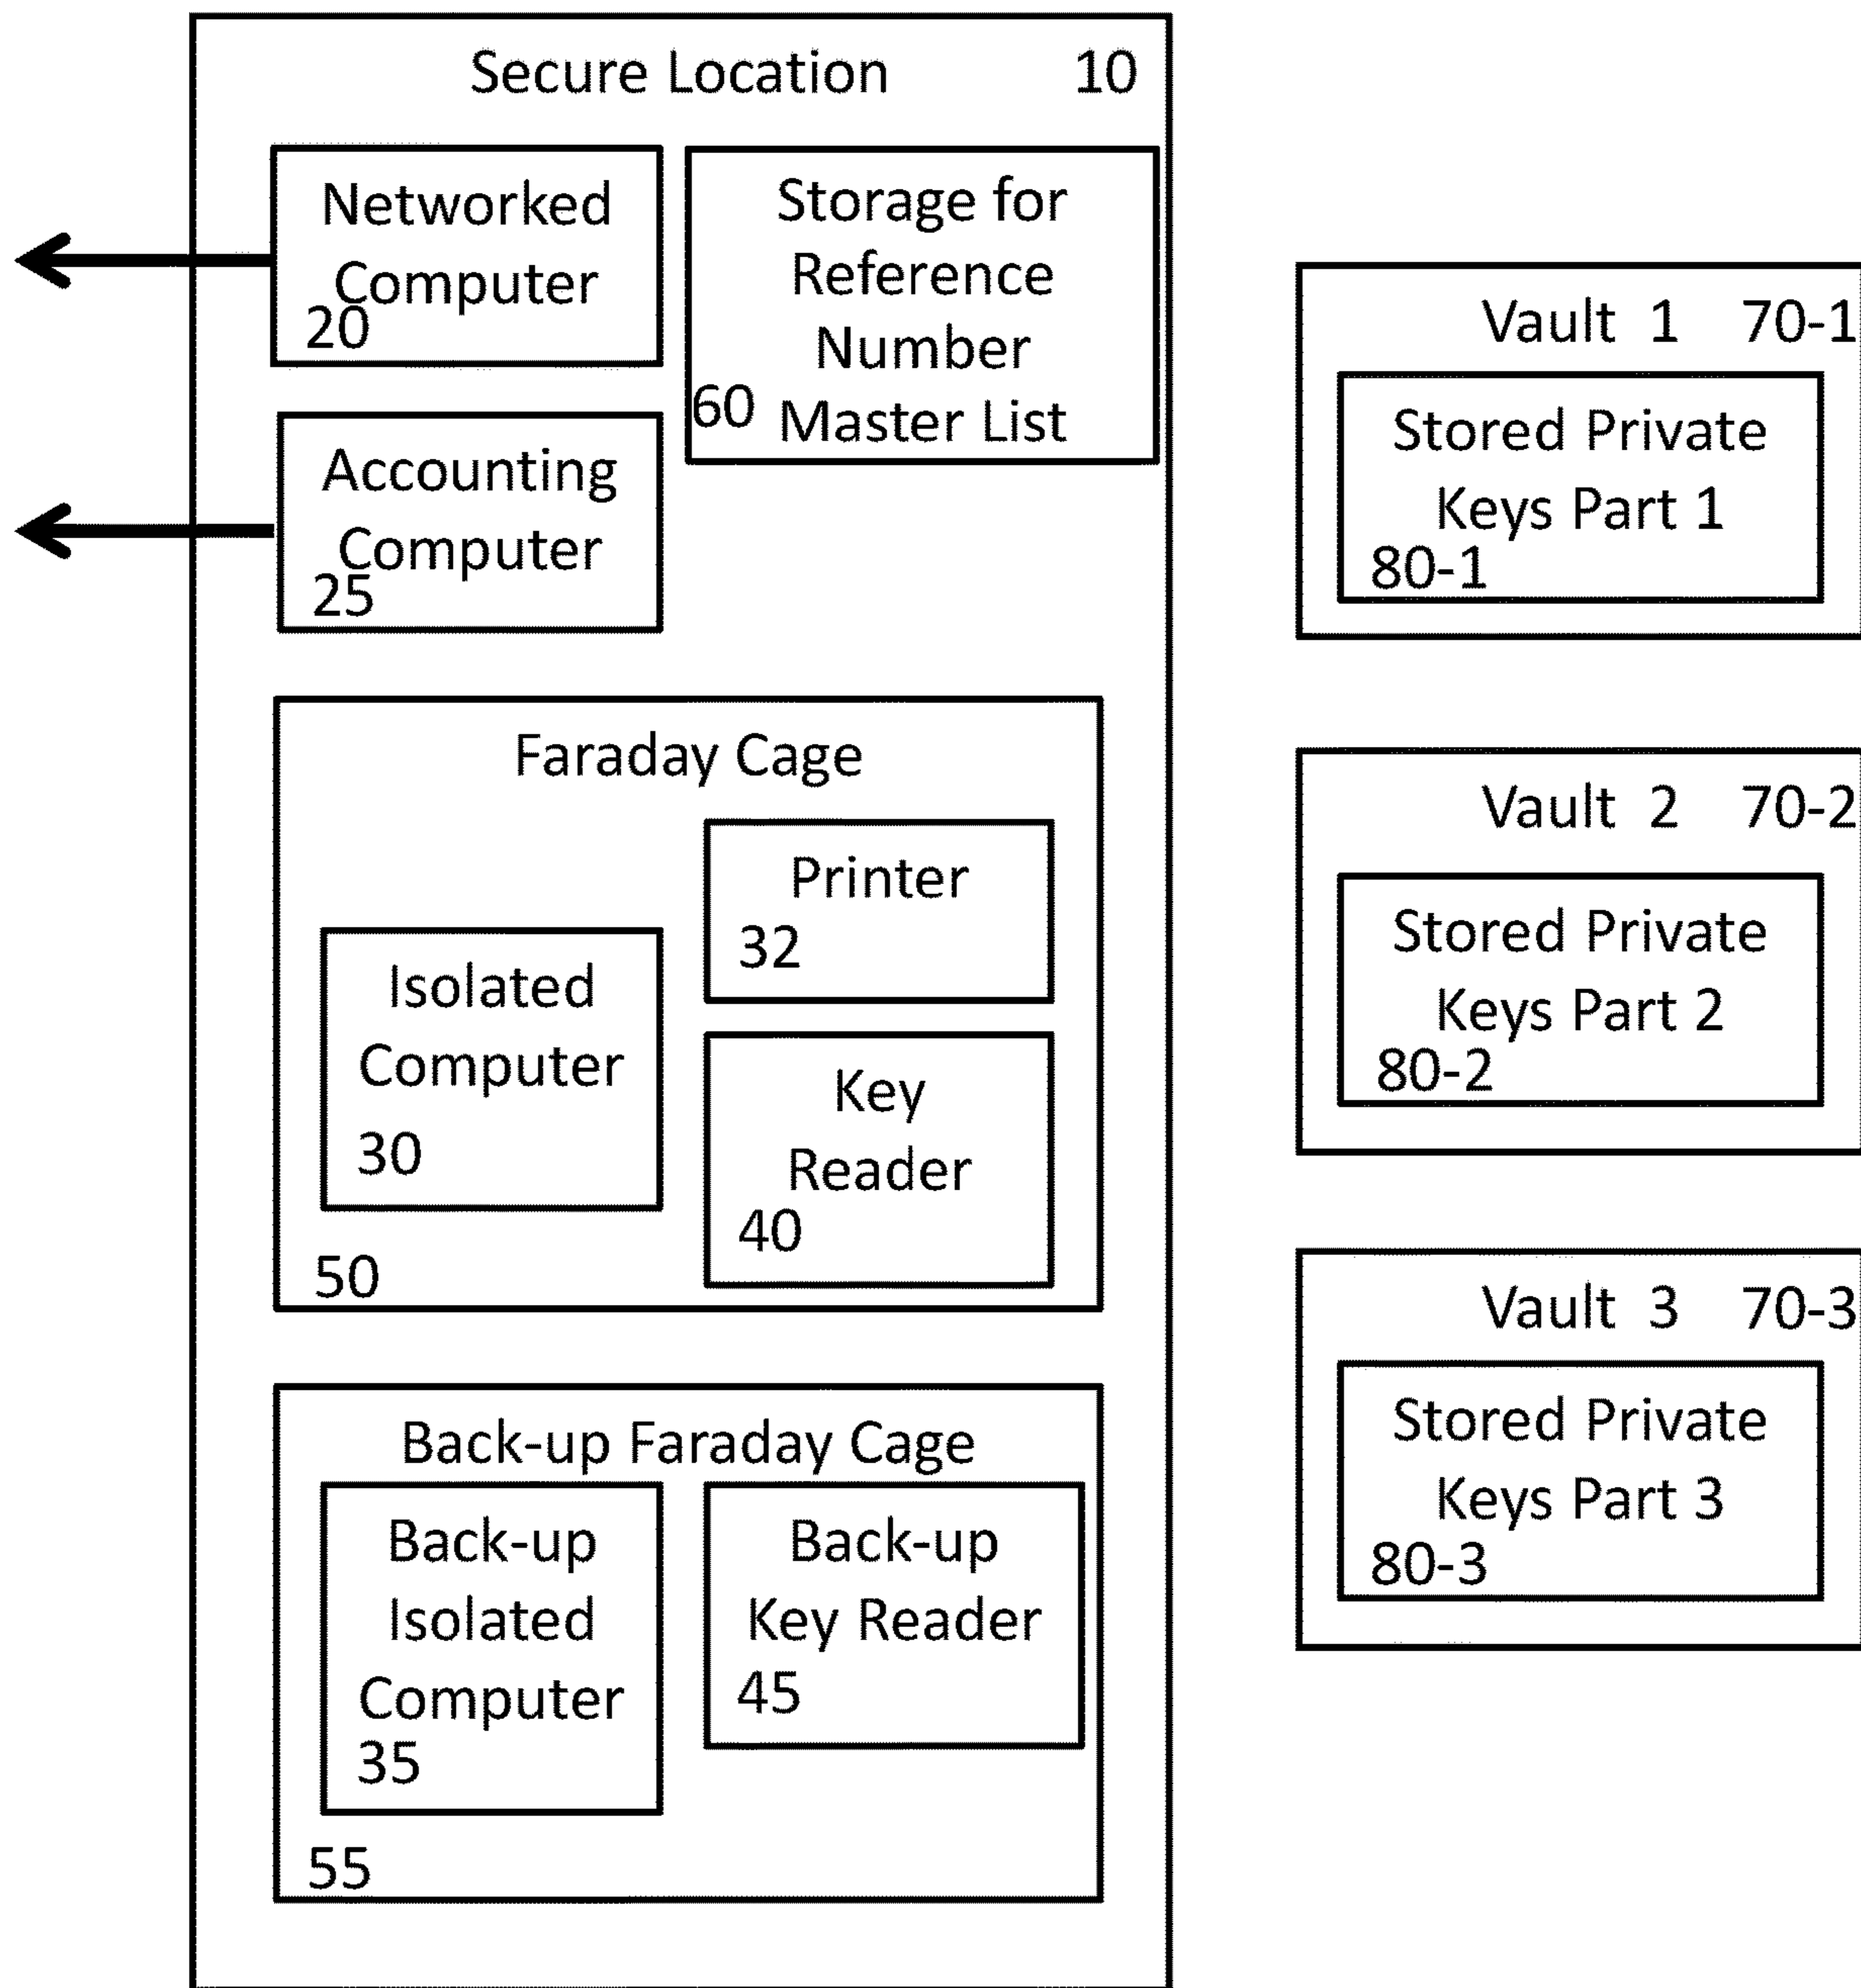 Secure Location 10
Networked
Computer
20
Storage for
Reference
Number
60 Master List
Accounting
Computer
25
Faraday Cage
Printer
32
Isolated
Computer
30
Key
Reader
40
50
Back-up Faraday Cage
Back-up
Isolated
Computer
35
Back-up
Key Reader
45
55
Vault 1 70-1
Stored Private
Keys Part 1
80-1
Vault 2 70-2
Stored Private
Keys Part 2
80-2
Vault 3 70-3
Stored Private
Keys Part 3
80-3